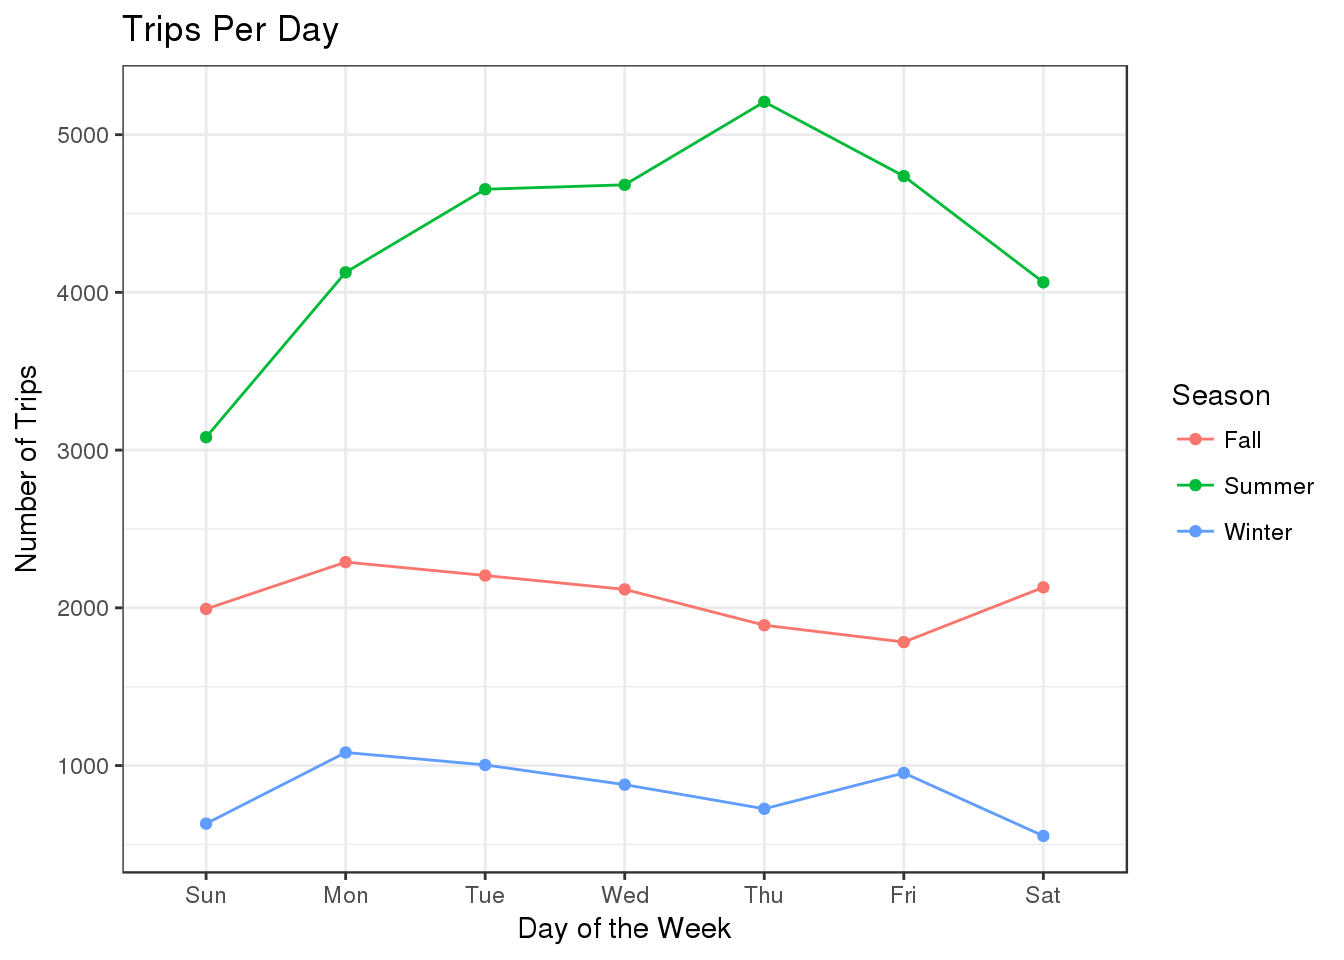 Trips Per Day
Number of Trips
5000
4000
3000
2000
1000
Sun Mon Tue Wed Thu Fri Sat
Day of the Week
Season
Fall
Summer
Winter